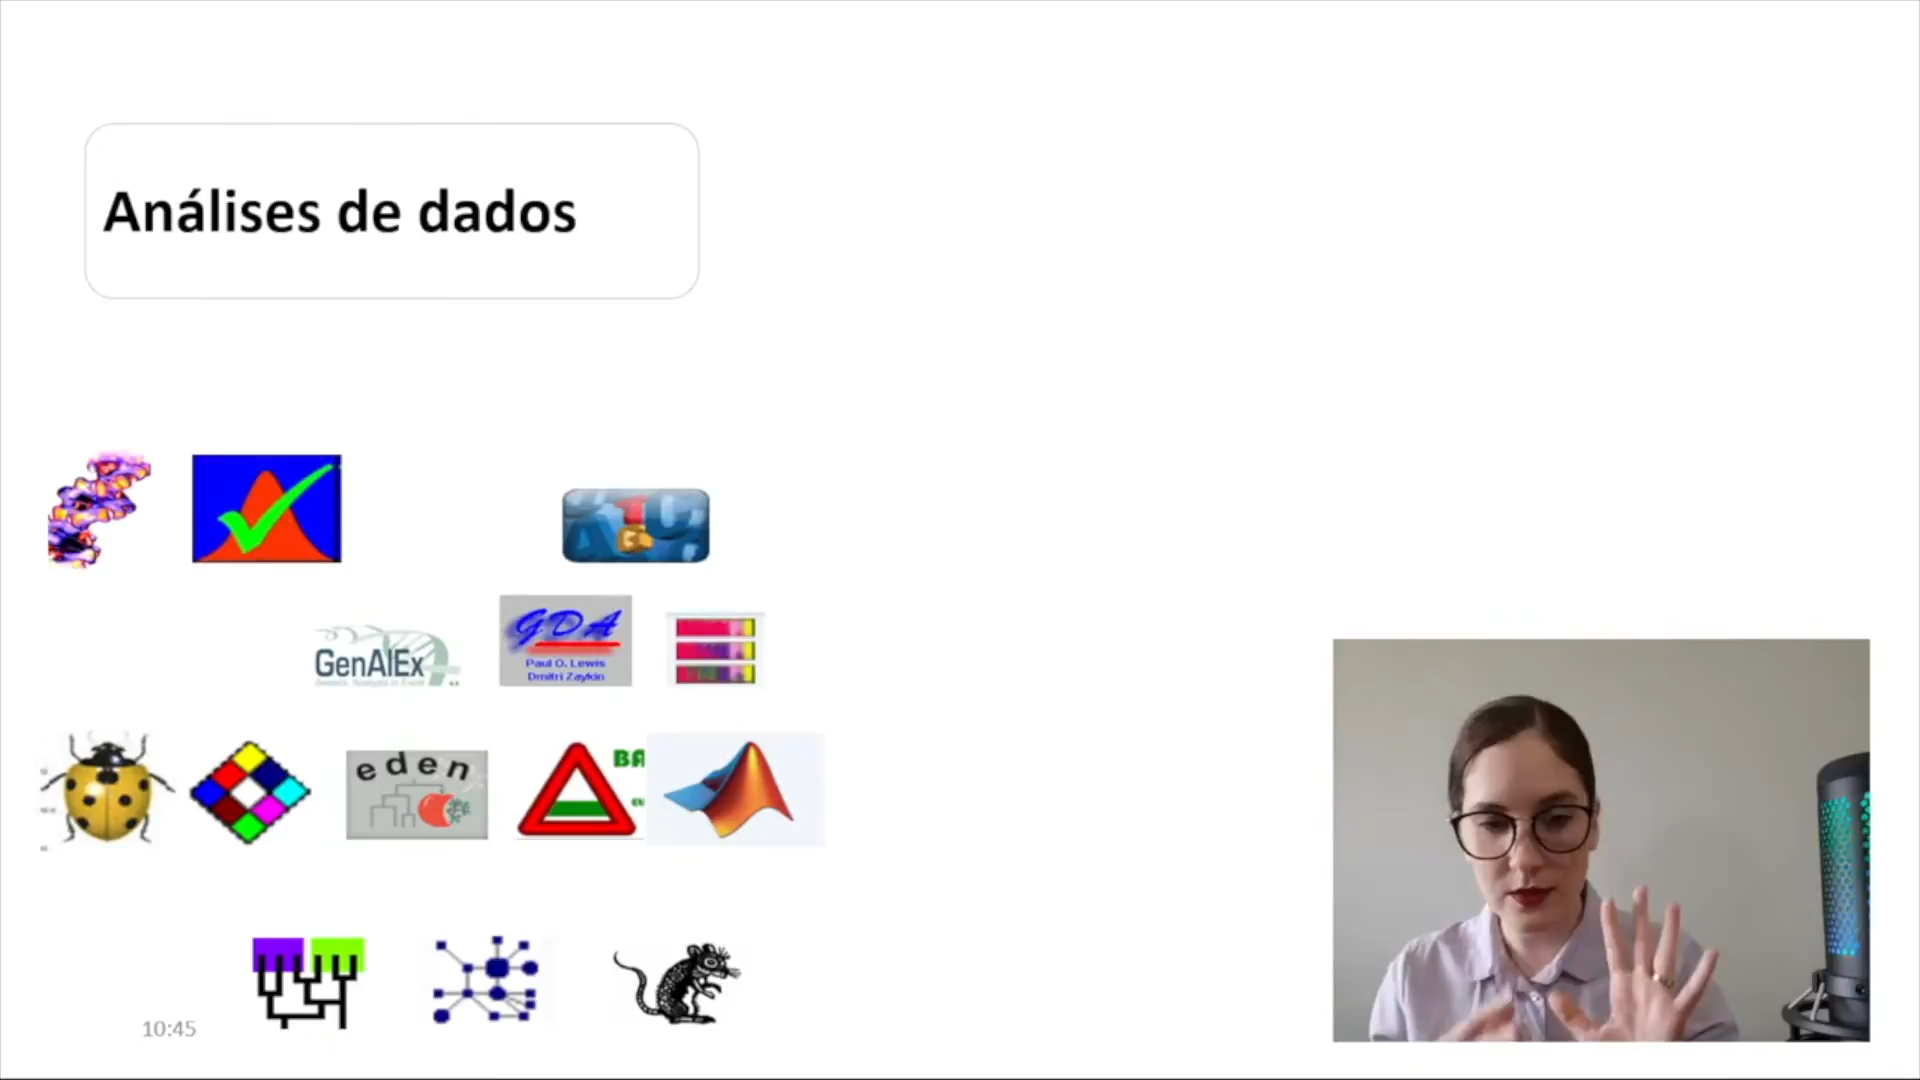 Análises de dados
GenAlEx
GDA
Paul O. Lewis
Dmitri Zaykin
eden
BA
10:45